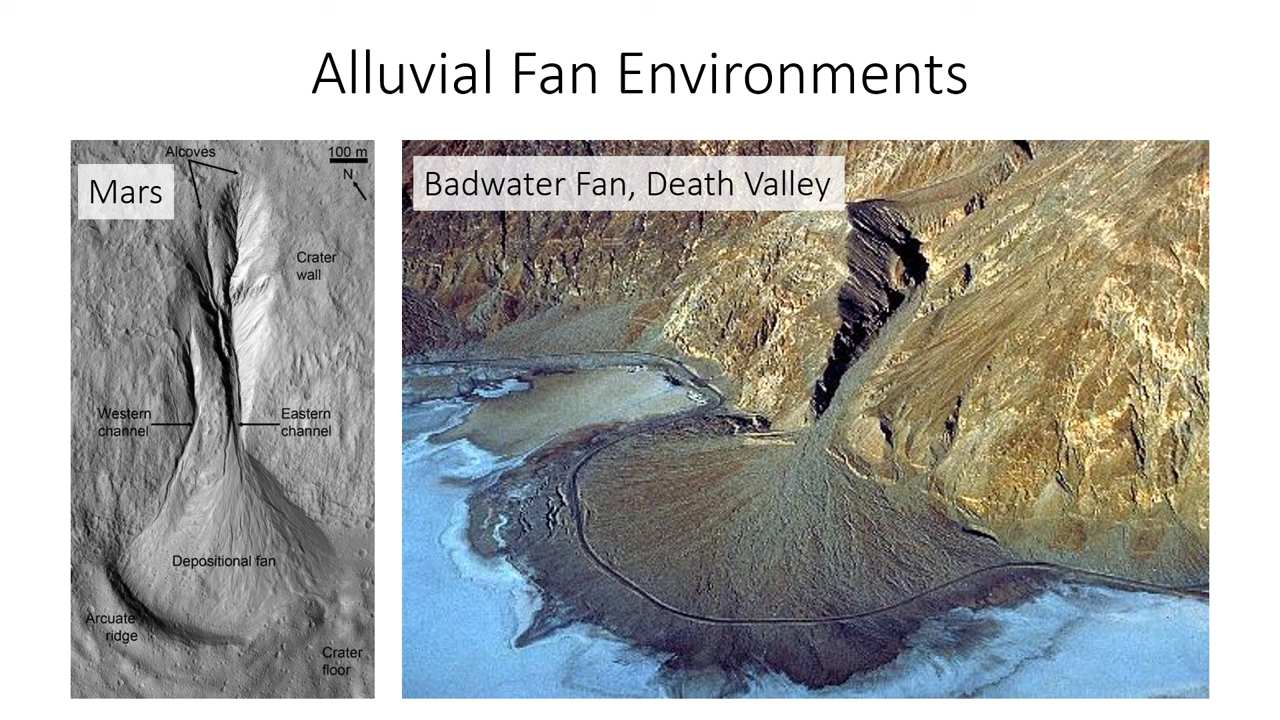 Alluvial Fan Environments
Alcoves
100 m
N
Mars
Crater
wall
Western
channel
Eastern
channel
Depositional fan
Arcuate
ridge
Crater
floor
Badwater Fan, Death Valley